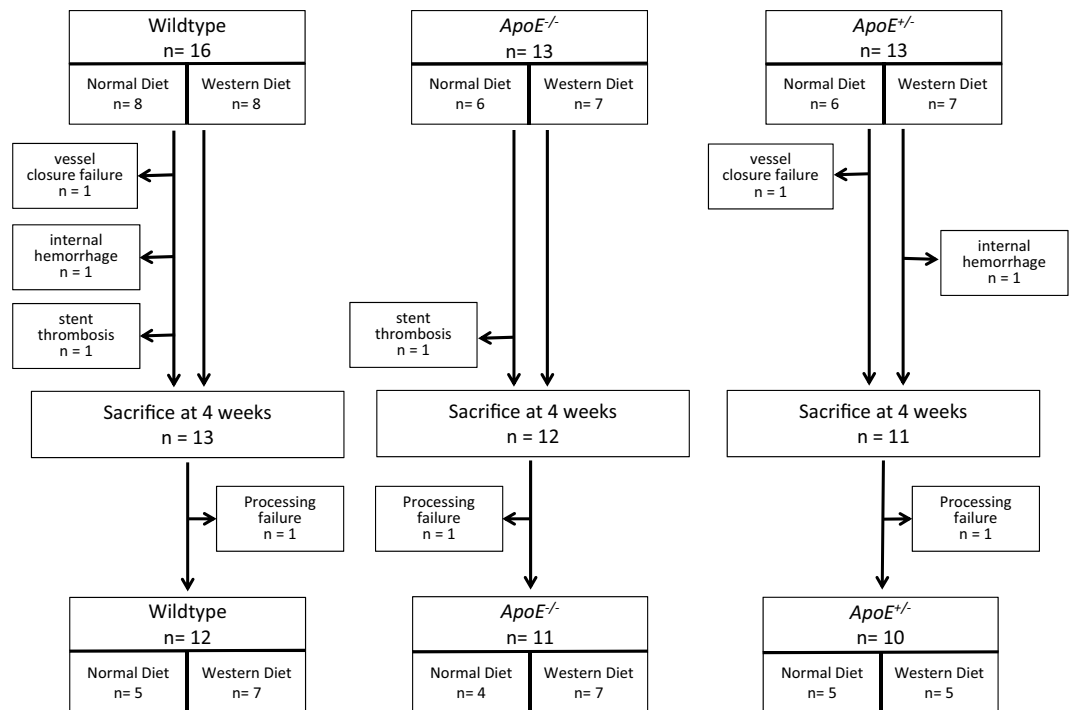 Wildtype
n= 16
Normal Diet
n= 8
Western Diet
n= 8
ApoE-/-
n= 13
Normal Diet
n= 6
Western Diet
n= 7
ApoE+/-
n= 13
Normal Diet
n= 6
Western Diet
n= 7
vessel
closure failure
n = 1
internal
hemorrhage
n = 1
stent
thrombosis
n = 1
stent
thrombosis
n = 1
vessel
closure failure
n = 1
internal
hemorrhage
n = 1
Sacrifice at 4 weeks
n = 13
Sacrifice at 4 weeks
n = 12
Sacrifice at 4 weeks
n = 11
Processing
failure
n = 1
Processing
failure
n = 1
Processing
failure
n = 1
Wildtype
n= 12
Normal Diet
n= 5
Western Diet
n= 7
ApoE-/-
n= 11
Normal Diet
n= 4
Western Diet
n= 7
ApoE+/-
n= 10
Normal Diet
n= 5
Western Diet
n= 5